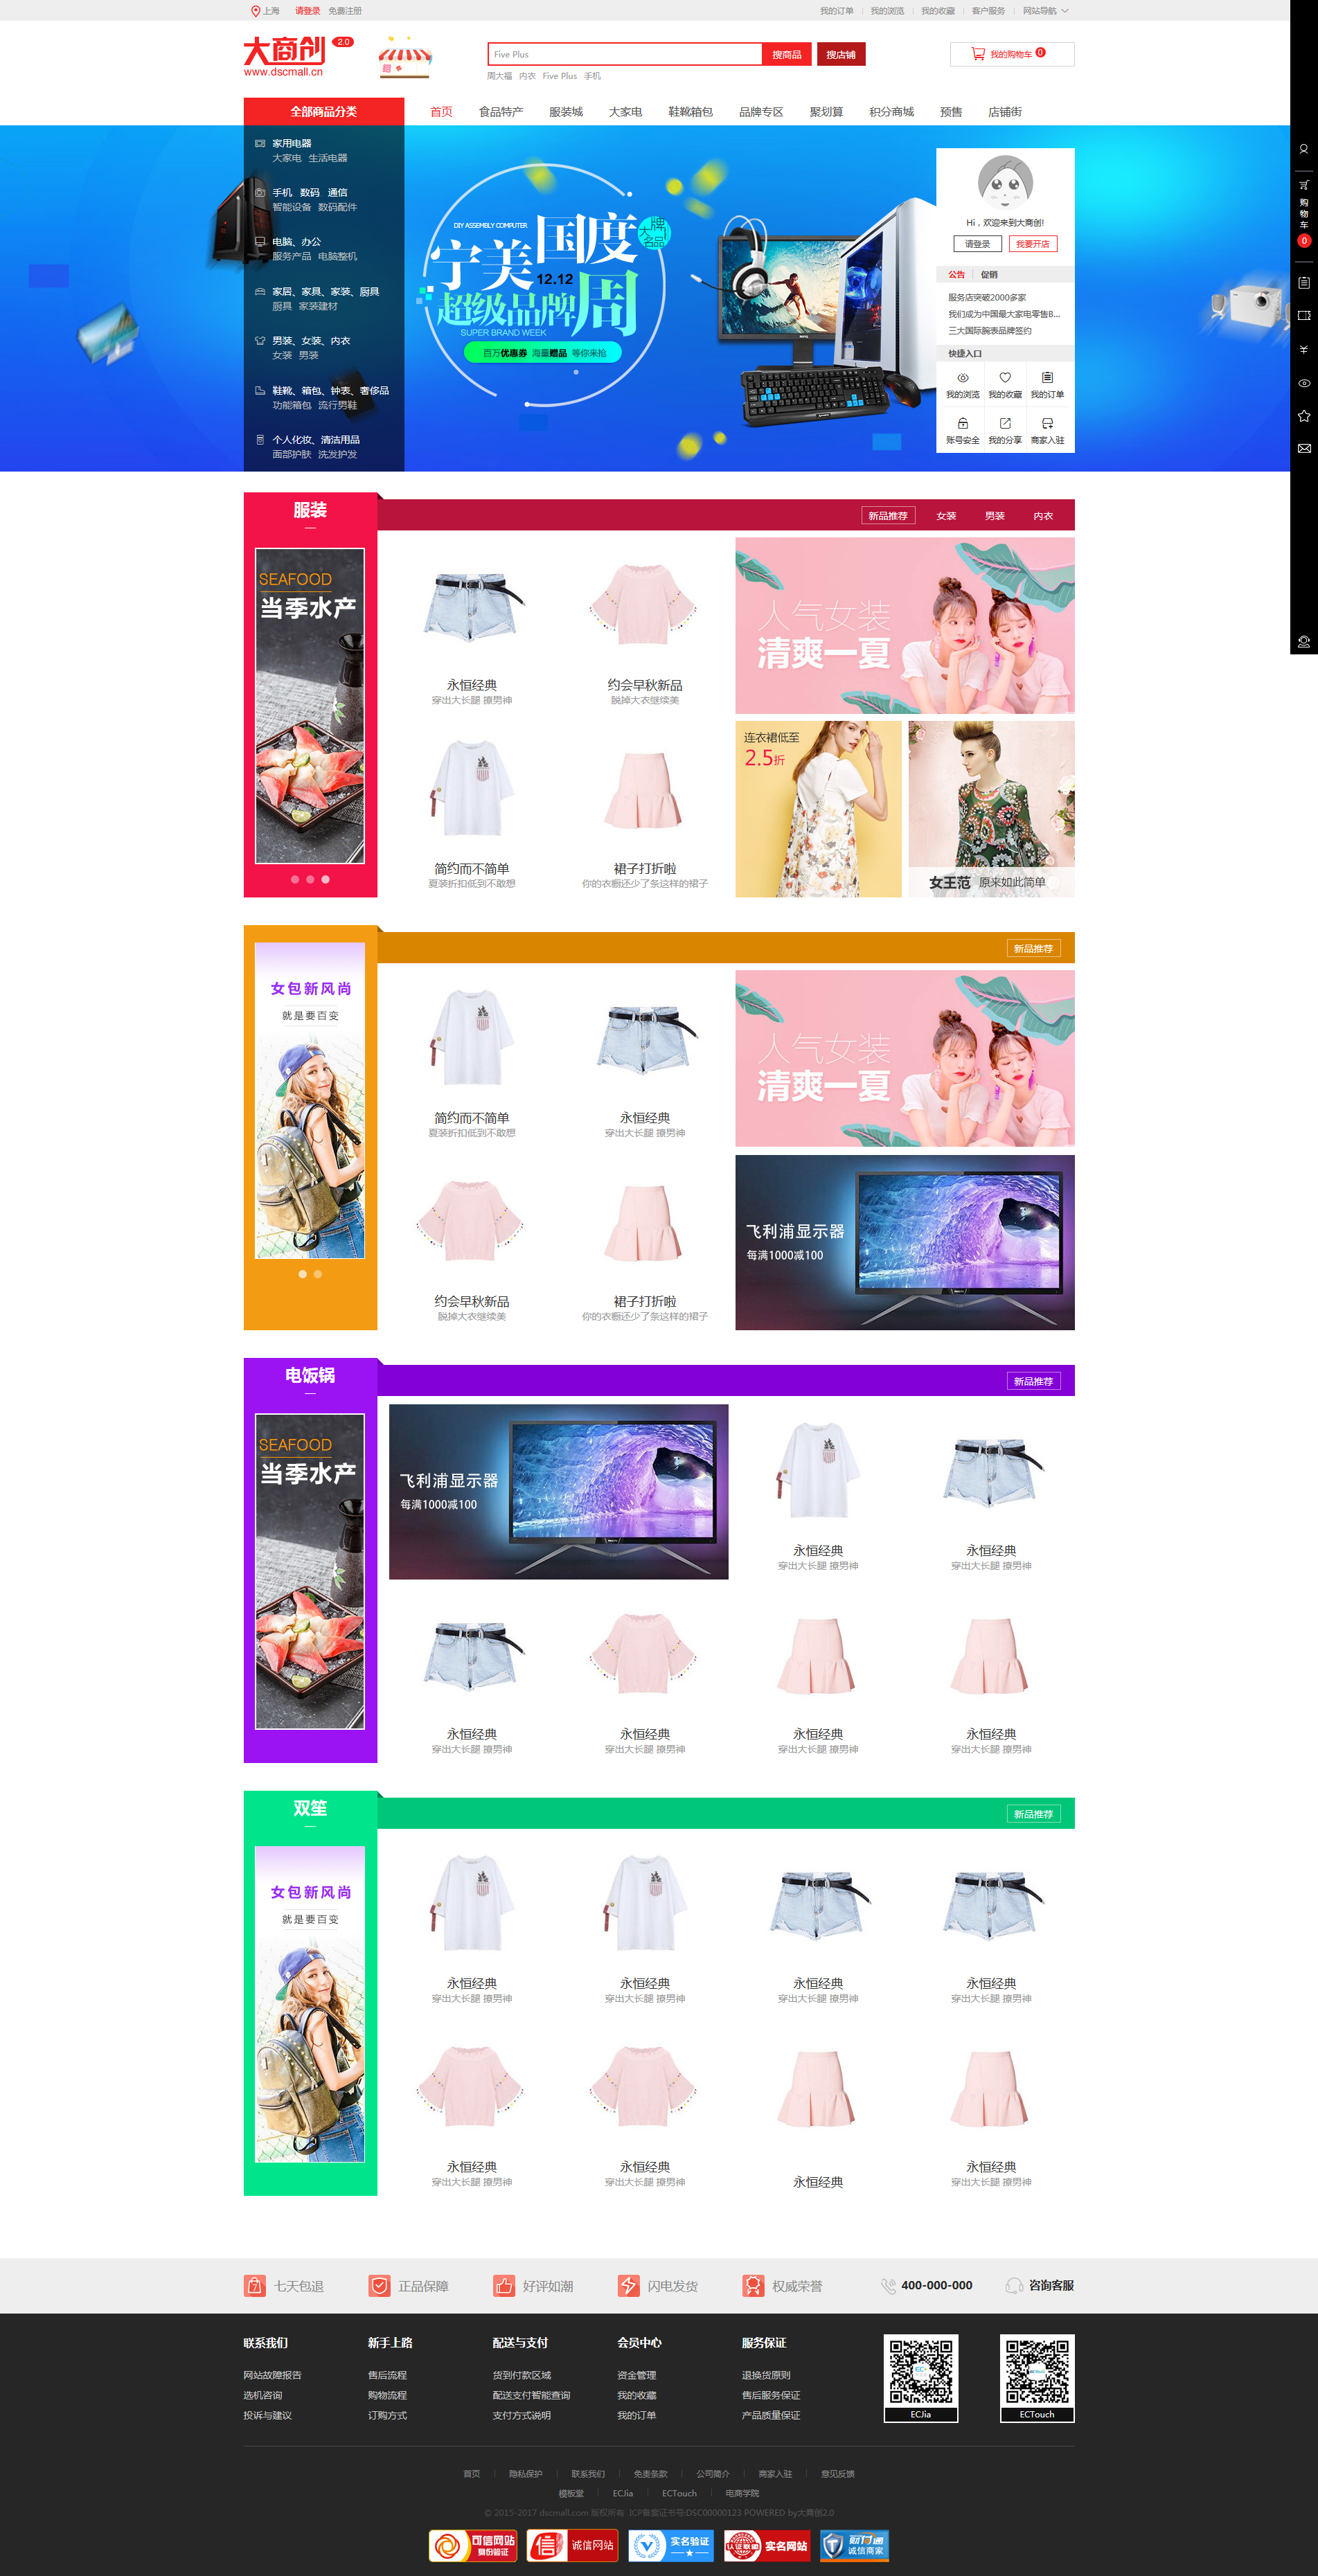 上海 请登录 免费注册 我的订单 我的浏览 我的收藏 客户服务 网站导航
大商创 2.0
www.dscmall.cn
Five Plus 搜商品 搜店铺
我的购物车 0
周大福 内衣 Five Plus 手机
全部商品分类 首页 食品特产 服装城 大家电 鞋靴箱包 品牌专区 聚划算 积分商城 预售 店铺街
家用电器
大家电 生活电器
手机 数码 通信
智能设备 数码配件
电脑、办公
服务产品 电脑整机
家居、家具、家装、厨具
厨具 家装建材
男装、女装、内衣
女装 男装
鞋靴、箱包、钟表、奢侈品
功能箱包 流行男鞋
个人化妆、清洁用品
面部护肤 洗发护发
DIY ASSEMBLY COMPUTER
宁美国度
大牌名品
12.12
超级品牌周
SUPER BRAND WEEK
百万优惠券 海量赠品 等你来抢
Hi，欢迎来到大商创!
请登录 我要开店
公告 促销
服务店突破2000多家
我们成为中国最大家电零售B...
三大国际腕表品牌签约
快捷入口
我的浏览 我的收藏 我的订单
账号安全 我的分享 商家入驻
购物车
0
服装
新品推荐 女装 男装 内衣
SEAFOOD
当季水产
永恒经典
穿出大长腿 撩男神
约会早秋新品
脱掉大衣继续美
人气女装
清爽一夏
简约而不简单
夏装折扣低到不敢想
裙子打折啦
你的衣橱还少了条这样的裙子
连衣裙低至
2.5折
女王范 原来如此简单
新品推荐
女包新风尚
就是要百变
简约而不简单
夏装折扣低到不敢想
永恒经典
穿出大长腿 撩男神
人气女装
清爽一夏
约会早秋新品
脱掉大衣继续美
裙子打折啦
你的衣橱还少了条这样的裙子
飞利浦显示器
每满1000减100
电饭锅
新品推荐
SEAFOOD
当季水产
飞利浦显示器
每满1000减100
永恒经典
穿出大长腿 撩男神
永恒经典
穿出大长腿 撩男神
永恒经典
穿出大长腿 撩男神
永恒经典
穿出大长腿 撩男神
永恒经典
穿出大长腿 撩男神
永恒经典
穿出大长腿 撩男神
双笙
新品推荐
女包新风尚
就是要百变
永恒经典
穿出大长腿 撩男神
永恒经典
穿出大长腿 撩男神
永恒经典
穿出大长腿 撩男神
永恒经典
穿出大长腿 撩男神
永恒经典
穿出大长腿 撩男神
永恒经典
穿出大长腿 撩男神
永恒经典
永恒经典
穿出大长腿 撩男神
七天包退 正品保障 好评如潮 闪电发货 权威荣誉 400-000-000 咨询客服
联系我们 新手上路 配送与支付 会员中心 服务保证
网站故障报告 售后流程 货到付款区域 资金管理 退换货原则
选机咨询 购物流程 配送支付智能查询 我的收藏 售后服务保证
投诉与建议 订购方式 支付方式说明 我的订单 产品质量保证
ECJia ECTouch
首页 隐私保护 联系我们 免责条款 公司简介 商家入驻 意见反馈
模板堂 ECJia ECTouch 电商学院
© 2015-2017 dscmall.com 版权所有 ICP备案证书号:DSC00000123 POWERED by大商创2.0
可信网站 身份验证
信 诚信网站
实名验证
认证联盟 实名网站
财付通 诚信商家